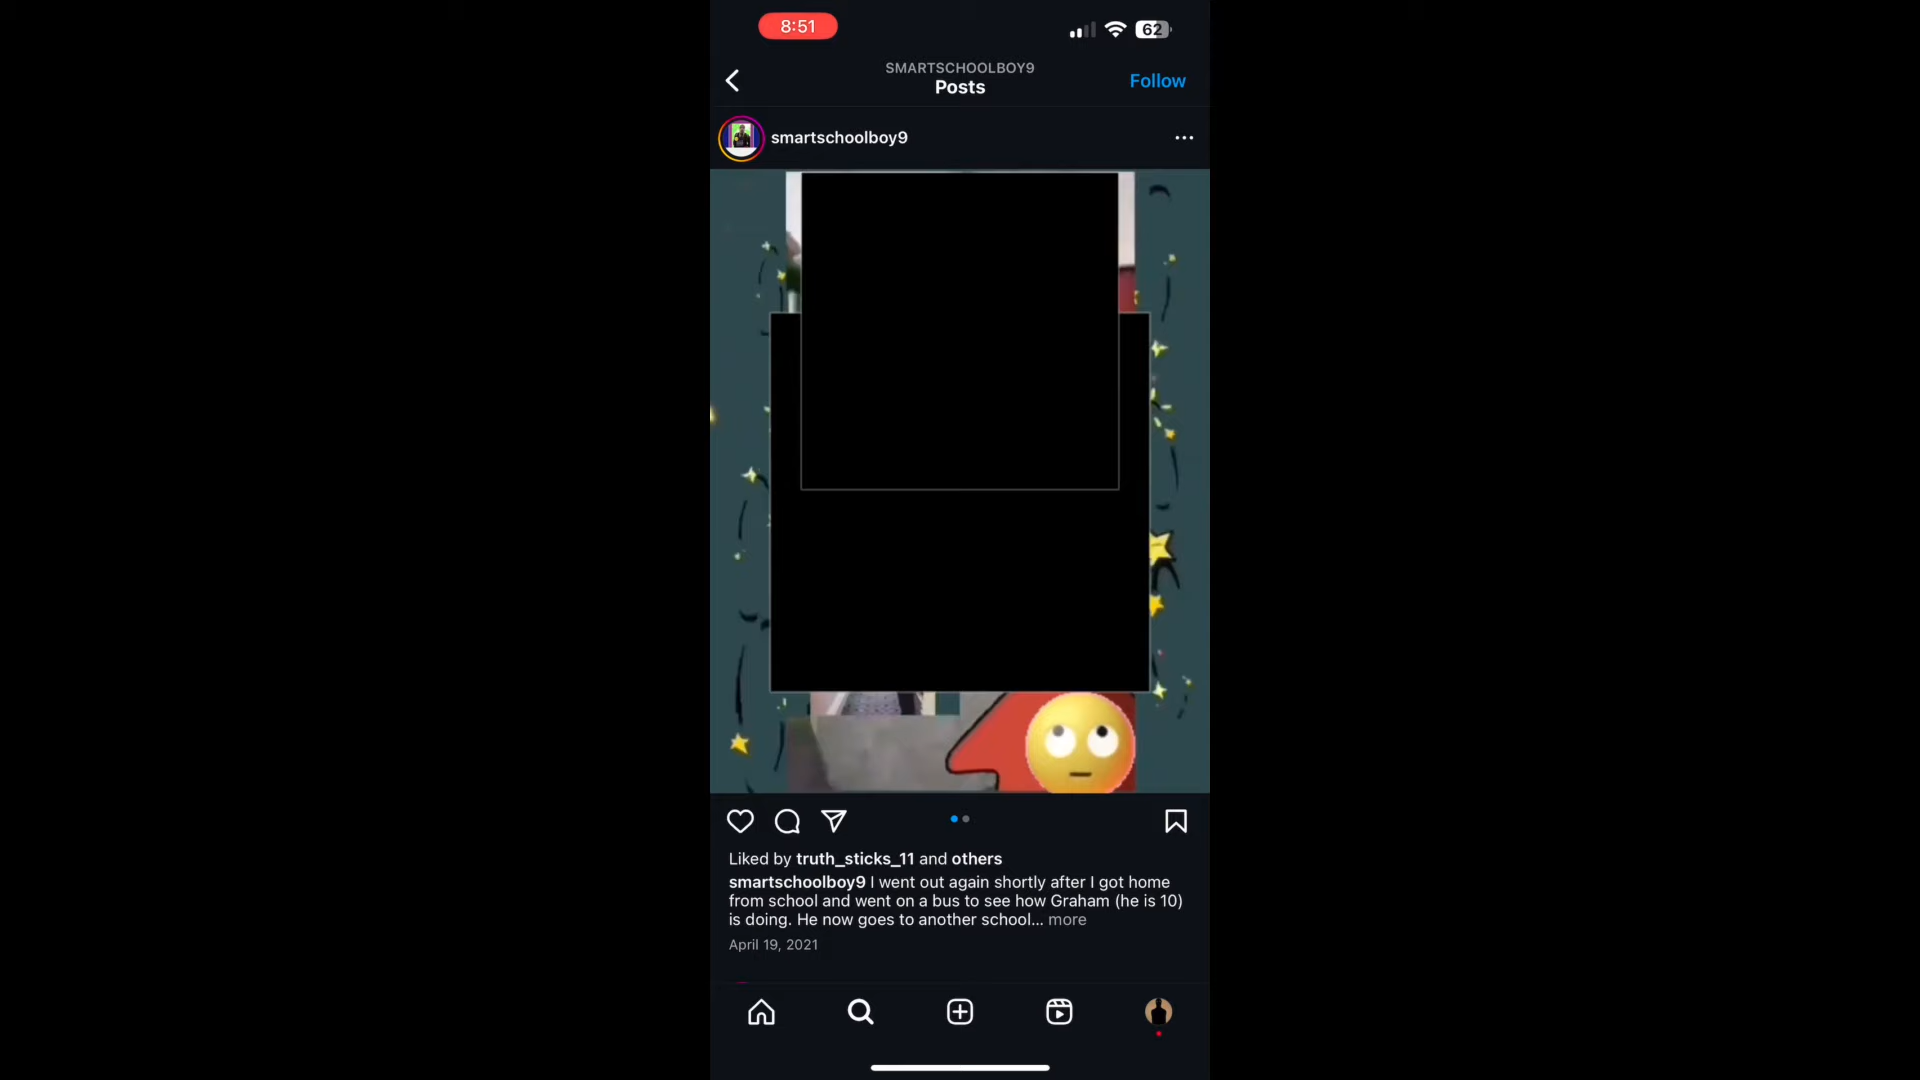 8:51
62
SMARTSCHOOLBOY9
Posts
Follow
smartschoolboy9
Liked by truth_sticks_11 and others
smartschoolboy9 I went out again shortly after I got home
from school and went on a bus to see how Graham (he is 10)
is doing. He now goes to another school... more
April 19, 2021